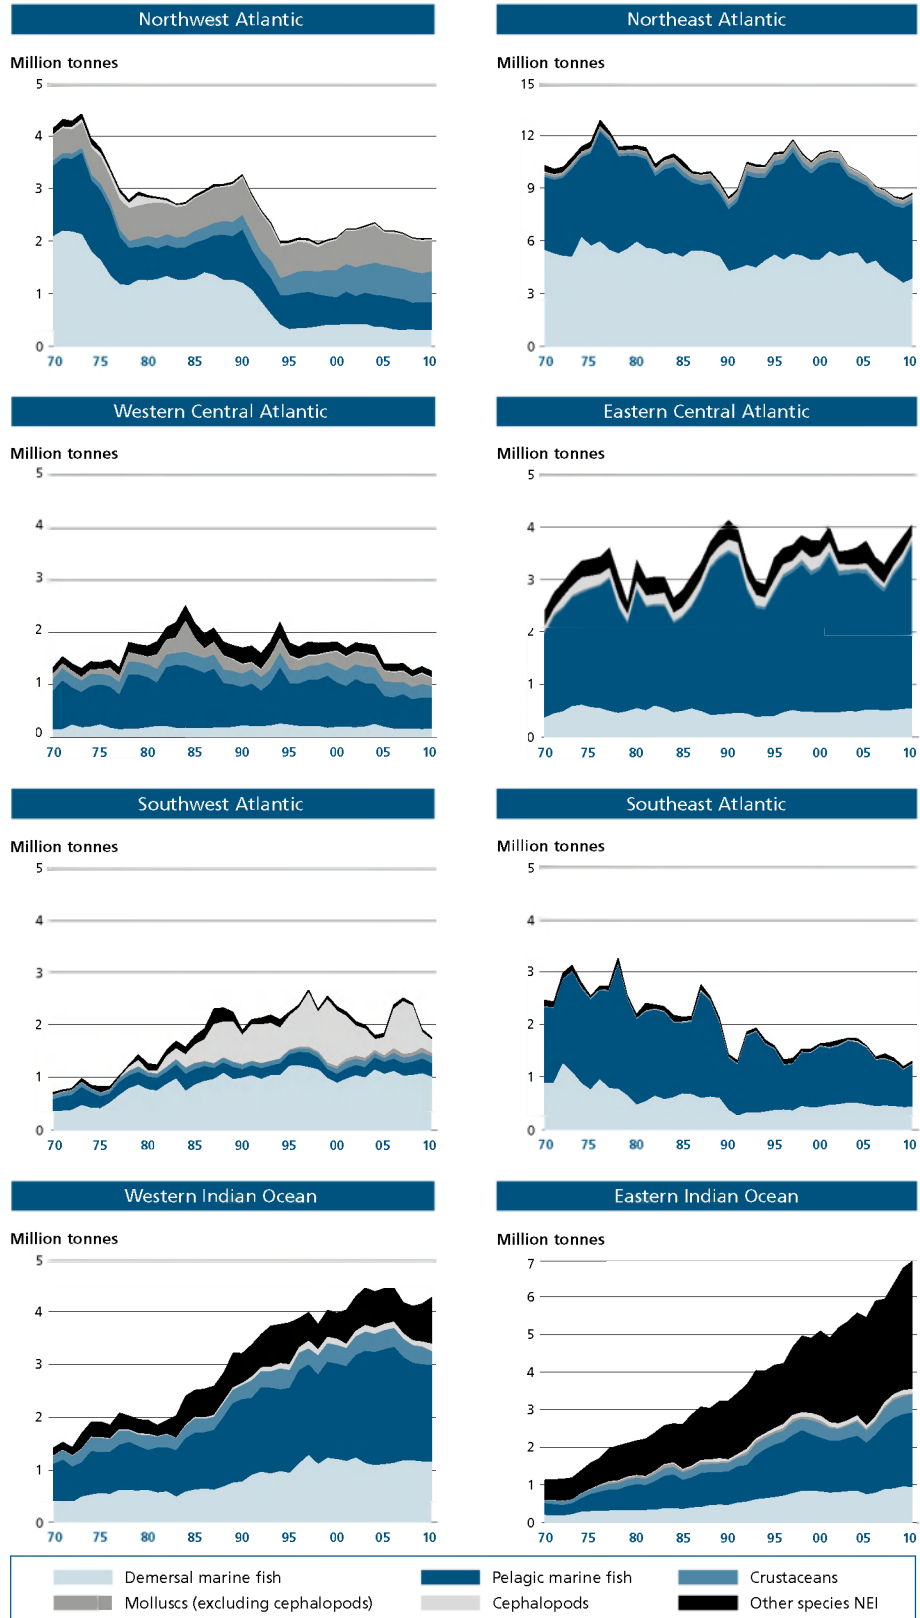 Northwest Atlantic
Million tonnes
5
4
3
2
1
0
70 75 80 85 90 95 00 05 10
Northeast Atlantic
Million tonnes
15
12
9
6
3
0
70 75 80 85 90 95 00 05 10
Western Central Atlantic
Million tonnes
5
4
3
2
1
0
70 75 80 85 90 95 00 05 10
Eastern Central Atlantic
Million tonnes
5
4
3
2
1
0
70 75 80 85 90 95 00 05 10
Southwest Atlantic
Million tonnes
5
4
3
2
1
0
70 75 80 85 90 95 00 05 10
Southeast Atlantic
Million tonnes
5
4
3
2
1
0
70 75 80 85 90 95 00 05 10
Western Indian Ocean
Million tonnes
5
4
3
2
1
0
70 75 80 85 90 95 00 05 10
Eastern Indian Ocean
Million tonnes
7
6
5
4
3
2
1
0
70 75 80 85 90 95 00 05 10
Demersal marine fish Pelagic marine fish Crustaceans
Molluscs (excluding cephalopods) Cephalopods Other species NEI